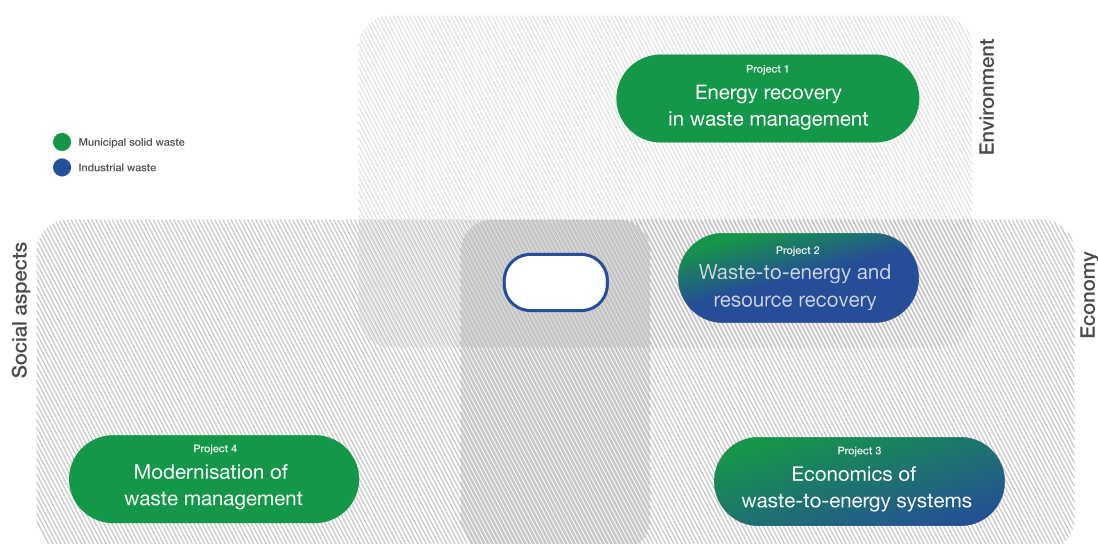 Environment
Project 1
Energy recovery
in waste management
Municipal solid waste
Industrial waste
Social aspects
Economy
Project 2
Waste-to-energy and
resource recovery
Project 4
Modernisation of
waste management
Project 3
Economics of
waste-to-energy systems